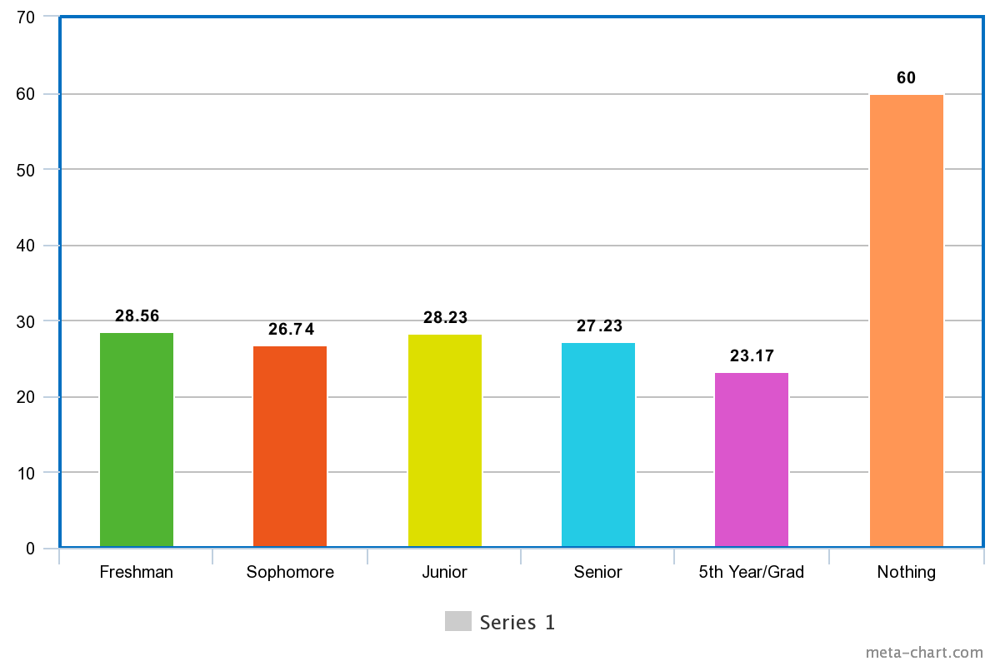 70
60
50
40
30
20
10
0
60
28.56
26.74
28.23
27.23
23.17
Freshman
Sophomore
Junior
Senior
5th Year/Grad
Nothing
Series 1
meta-chart.com